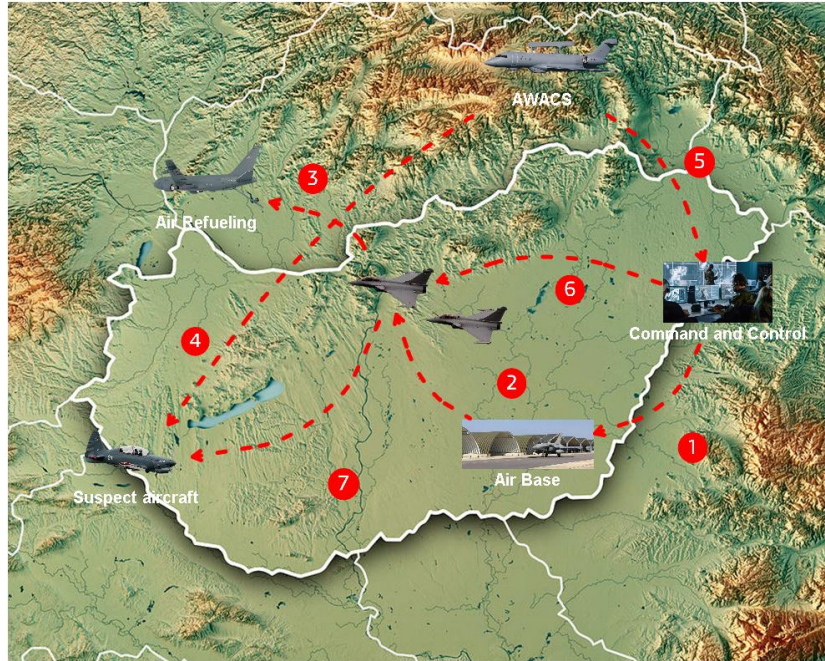 AWACS
5
3
Air Refueling
6
Command and Control
4
2
1
Air Base
7
Suspect aircraft